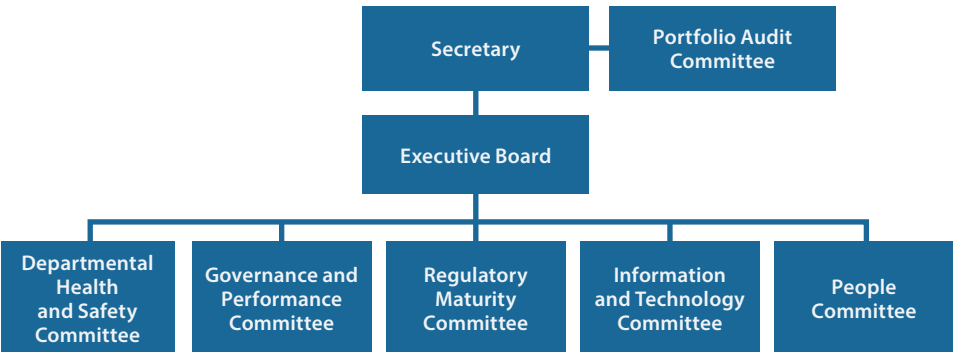 Secretary
Portfolio Audit
Committee
Executive Board
Departmental
Health
and Safety
Committee
Governance and
Performance
Committee
Regulatory
Maturity
Committee
Information
and Technology
Committee
People
Committee